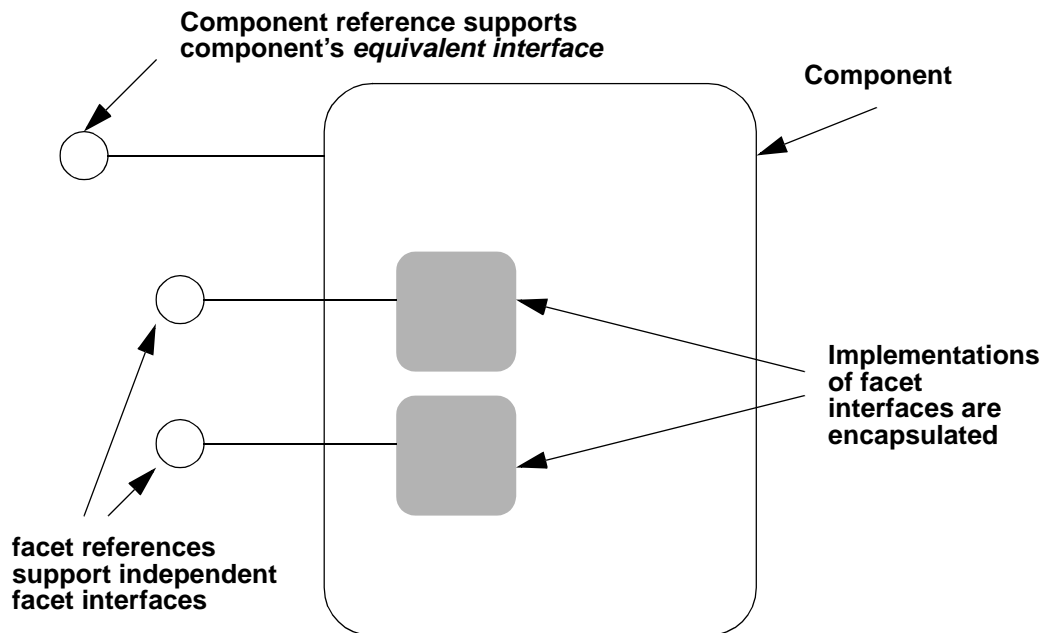 Component reference supports
component’s equivalent interface
Component
Implementations
of facet
interfaces are
encapsulated
facet references
support independent
facet interfaces